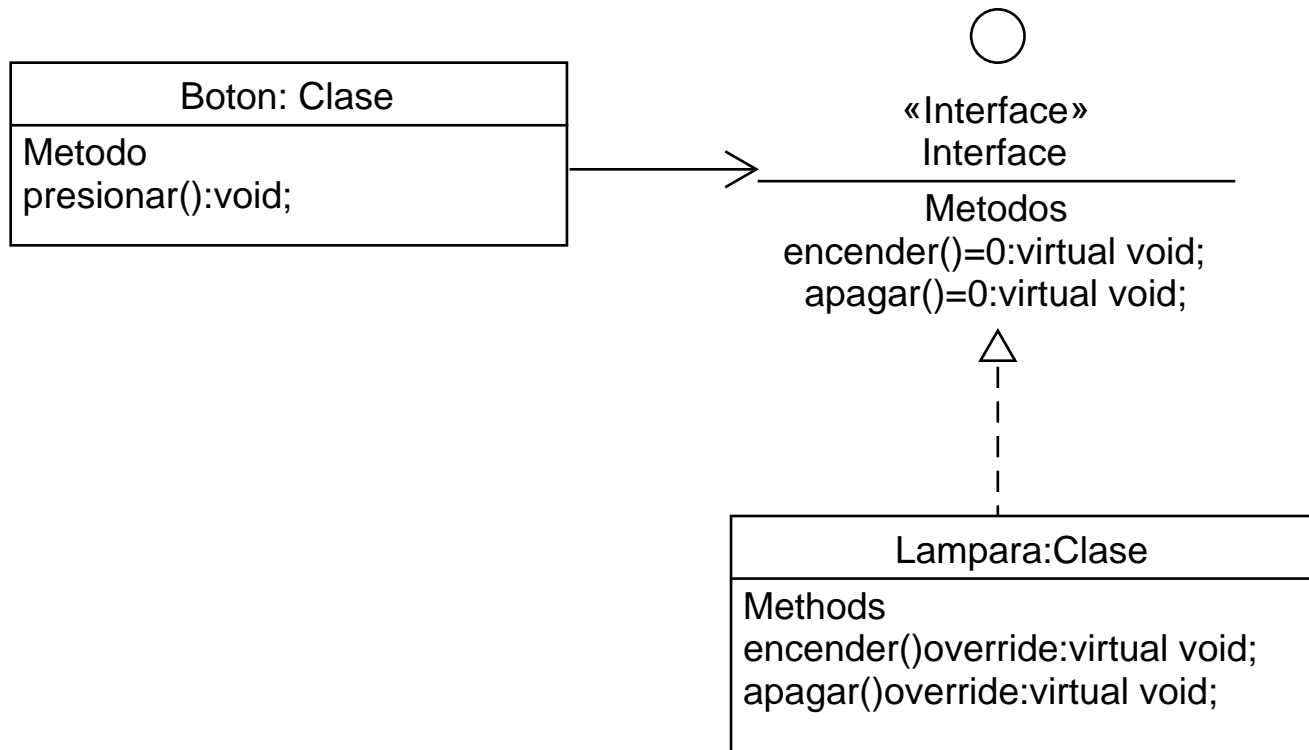 Boton: Clase
Metodo
presionar():void;
«Interface»
Interface
Metodos
encender()=0:virtual void;
apagar()=0:virtual void;
Lampara:Clase
Methods
encender()override:virtual void;
apagar()override:virtual void;